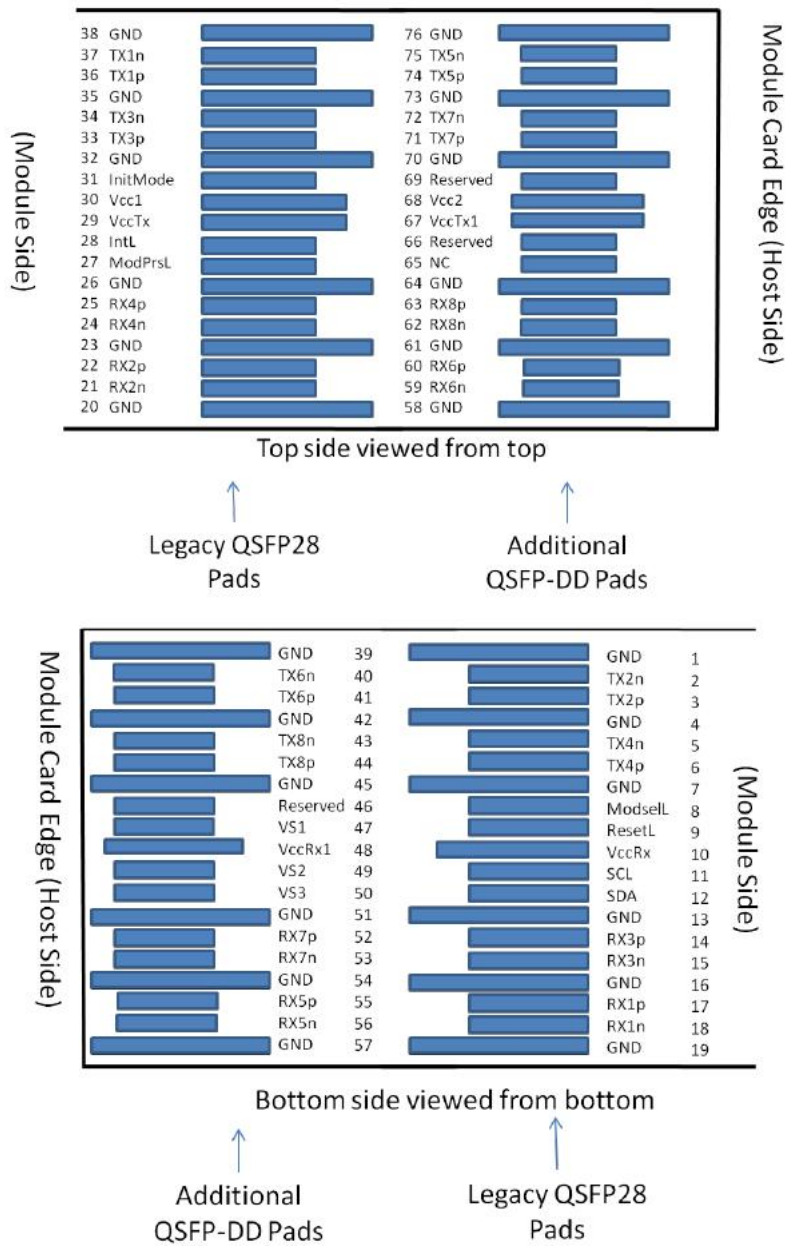 38 GND 76 GND
37 TX1n 75 TX5n
36 TX1p 74 TX5p
35 GND 73 GND
34 TX3n 72 TX7n
33 TX3p 71 TX7p
32 GND 70 GND
31 InitMode 69 Reserved
30 Vcc1 68 Vcc2
29 VccTx 67 VccTx1
28 IntL 66 Reserved
27 ModPrsL 65 NC
26 GND 64 GND
25 RX4p 63 RX8p
24 RX4n 62 RX8n
23 GND 61 GND
22 RX2p 60 RX6p
21 RX2n 59 RX6n
20 GND 58 GND
(Module Side)
Module Card Edge (Host Side)
Top side viewed from top
Legacy QSFP28
Pads
Additional
QSFP-DD Pads
Module Card Edge (Host Side)
GND 39 GND 1
TX6n 40 TX2n 2
TX6p 41 TX2p 3
GND 42 GND 4
TX8n 43 TX4n 5
TX8p 44 TX4p 6
GND 45 GND 7
Reserved 46 ModselL 8
VS1 47 ResetL 9
VccRx1 48 VccRx 10
VS2 49 SCL 11
VS3 50 SDA 12
GND 51 GND 13
RX7p 52 RX3p 14
RX7n 53 RX3n 15
GND 54 GND 16
RX5p 55 RX1p 17
RX5n 56 RX1n 18
GND 57 GND 19
(Module Side)
Bottom side viewed from bottom
Additional
QSFP-DD Pads
Legacy QSFP28
Pads